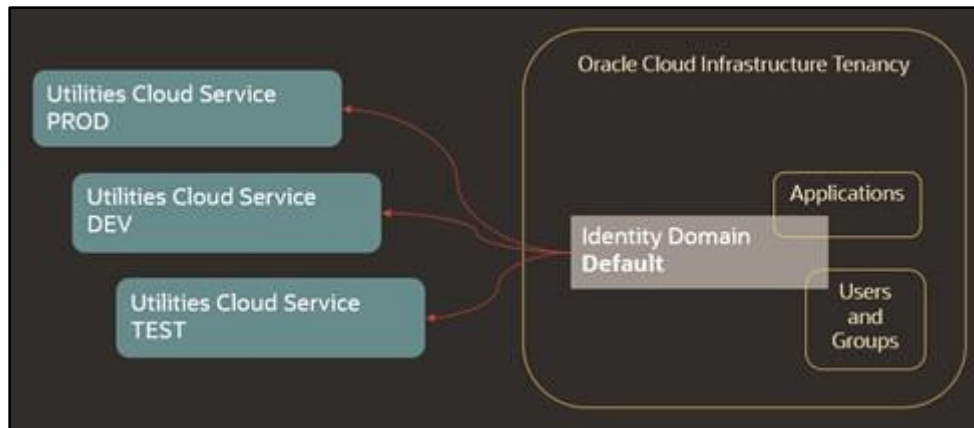 Oracle Cloud Infrastructure Tenancy
Utilities Cloud Service
PROD
Utilities Cloud Service
DEV
Utilities Cloud Service
TEST
Identity Domain
Default
Applications
Users
and
Groups